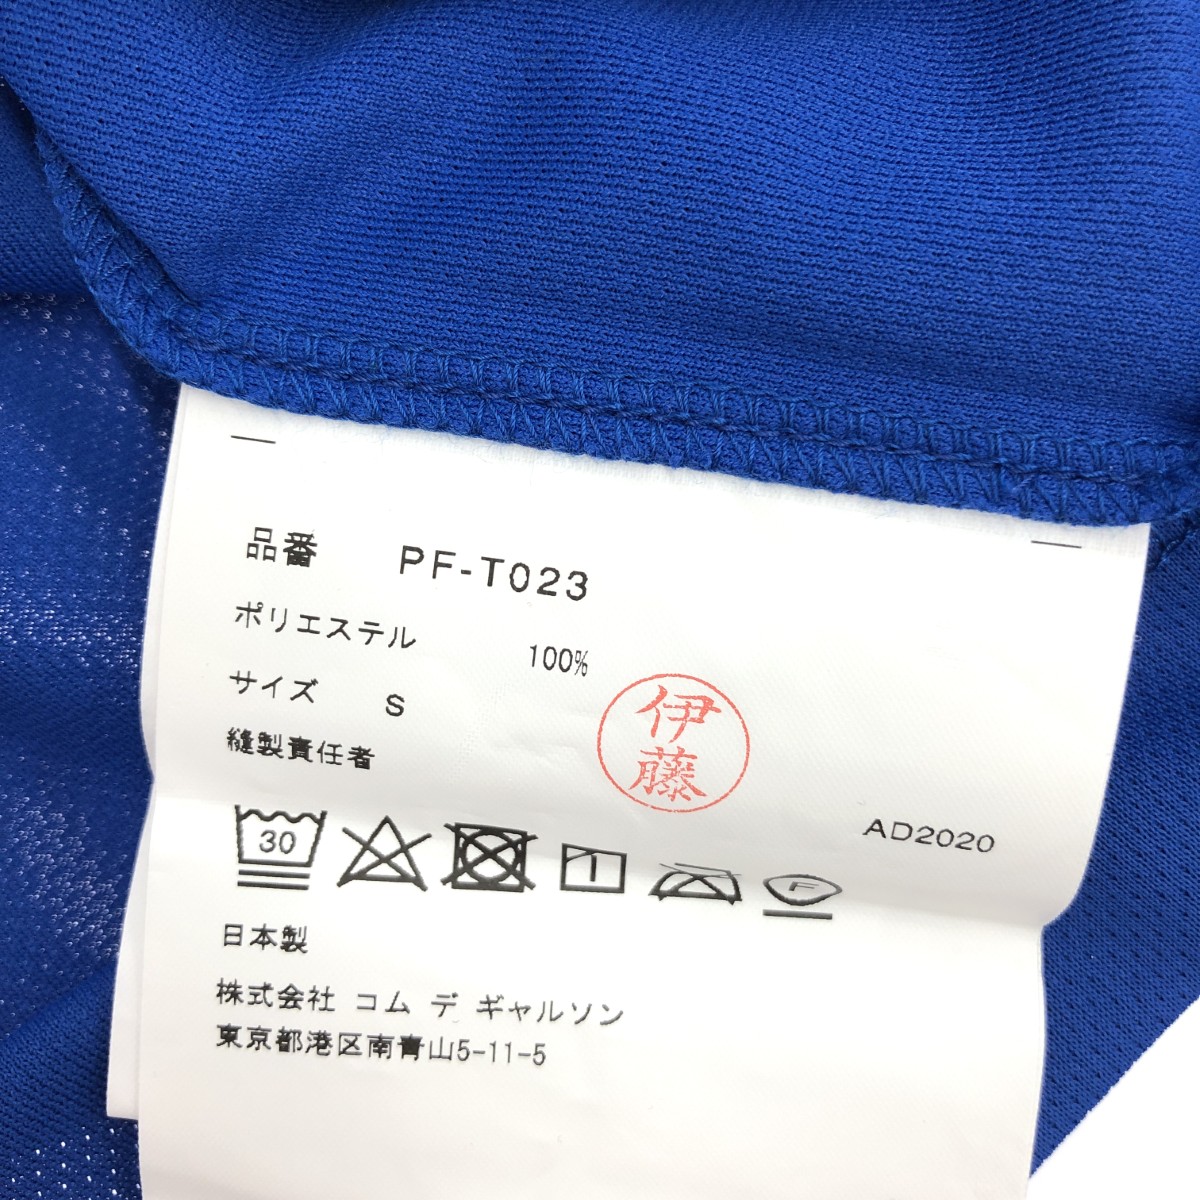 品番 PF-T023
ポリエステル 100%
サイズ S
縫製責任者
伊
藤
AD2020
30
F
日本製
株式会社 コム デ ギャルソン
東京都港区南青山5-11-5